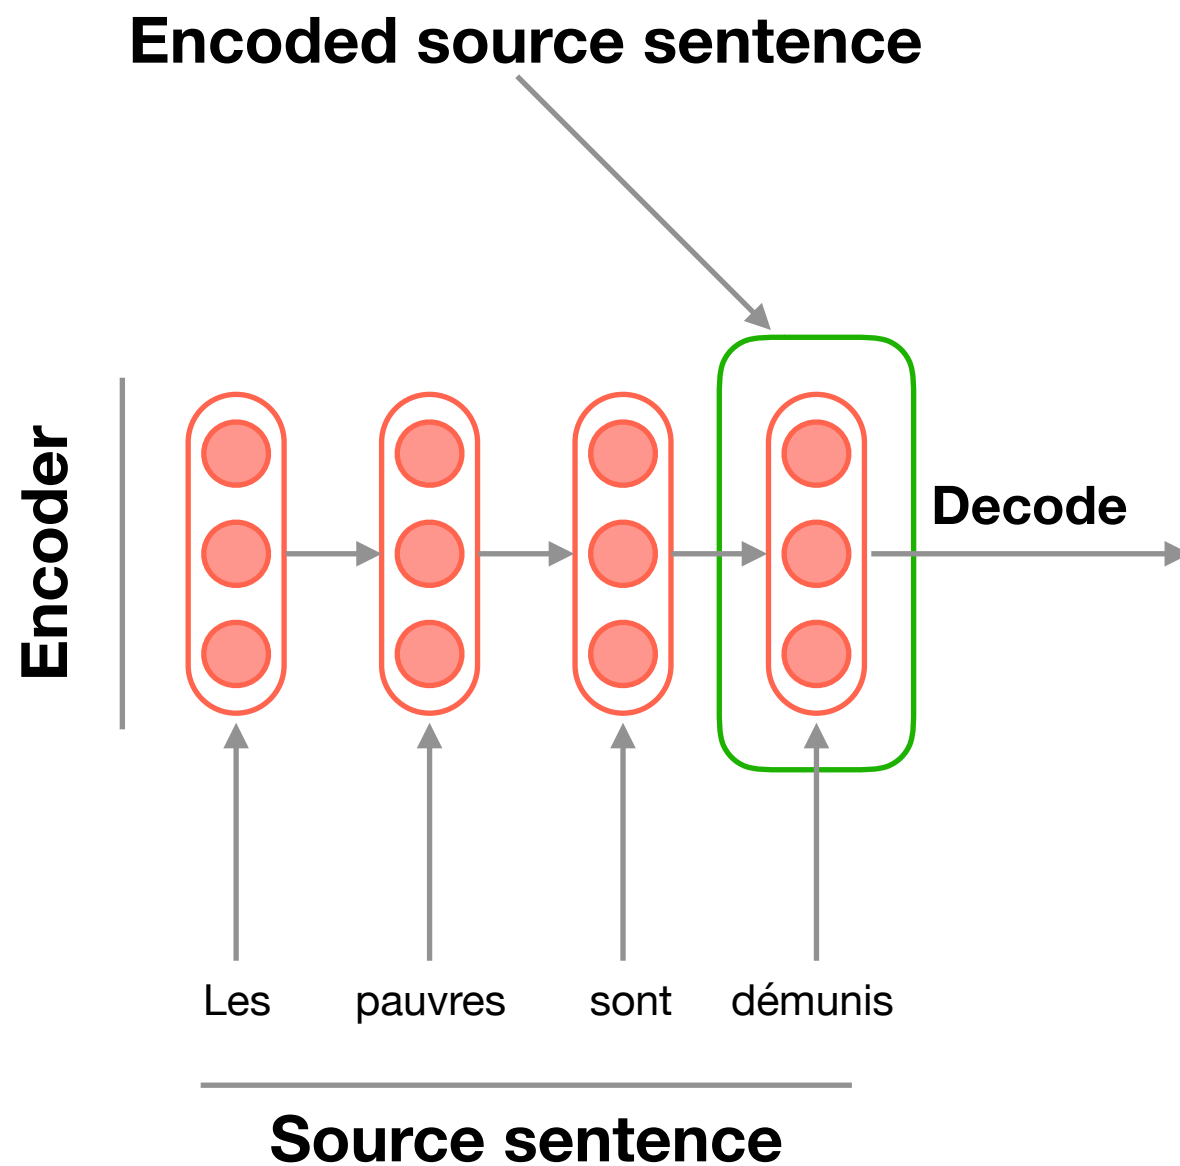 Encoded source sentence
Encoder
Decode
Les pauvres sont démunis
Source sentence